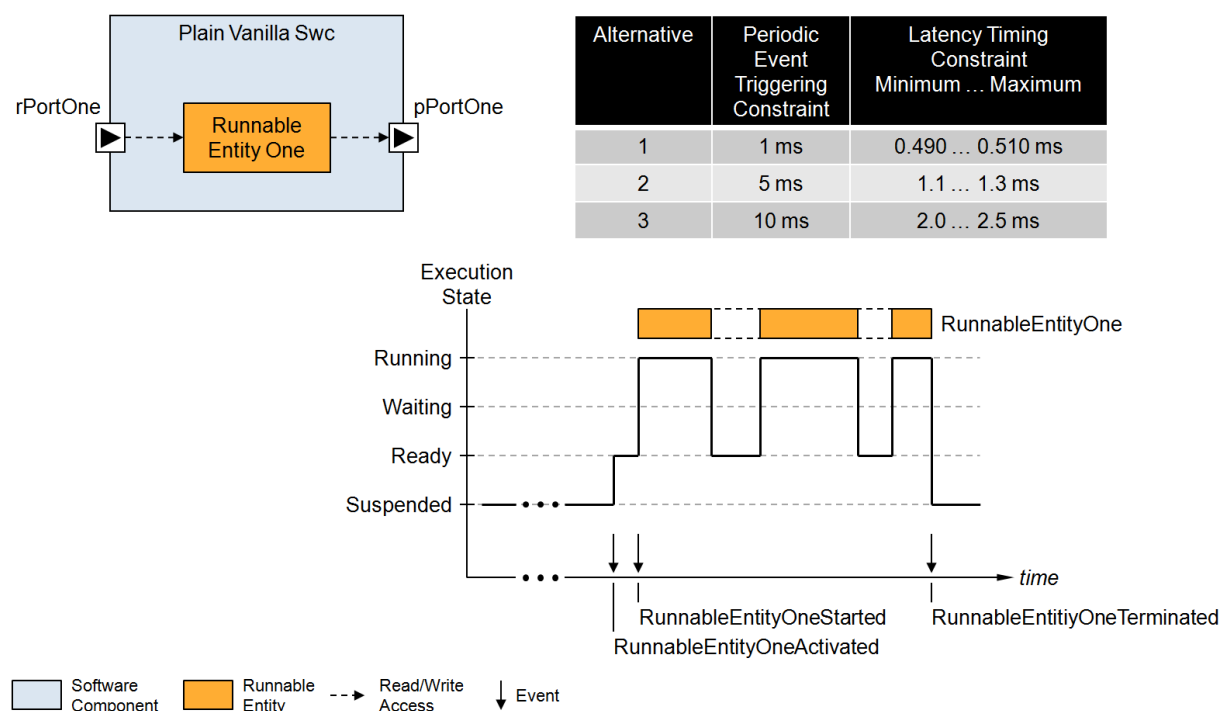 Plain Vanilla Swc
rPortOne
pPortOne
Runnable
Entity One
Alternative
Periodic
Event
Triggering
Constraint
Latency Timing
Constraint
Minimum … Maximum
1
1 ms
0.490 … 0.510 ms
2
5 ms
1.1 … 1.3 ms
3
10 ms
2.0 … 2.5 ms
Execution
State
RunnableEntityOne
Running
Waiting
Ready
Suspended
time
RunnableEntityOneStarted
RunnableEntitiyOneTerminated
RunnableEntityOneActivated
Software
Component
Runnable
Entity
Read/Write
Access
Event